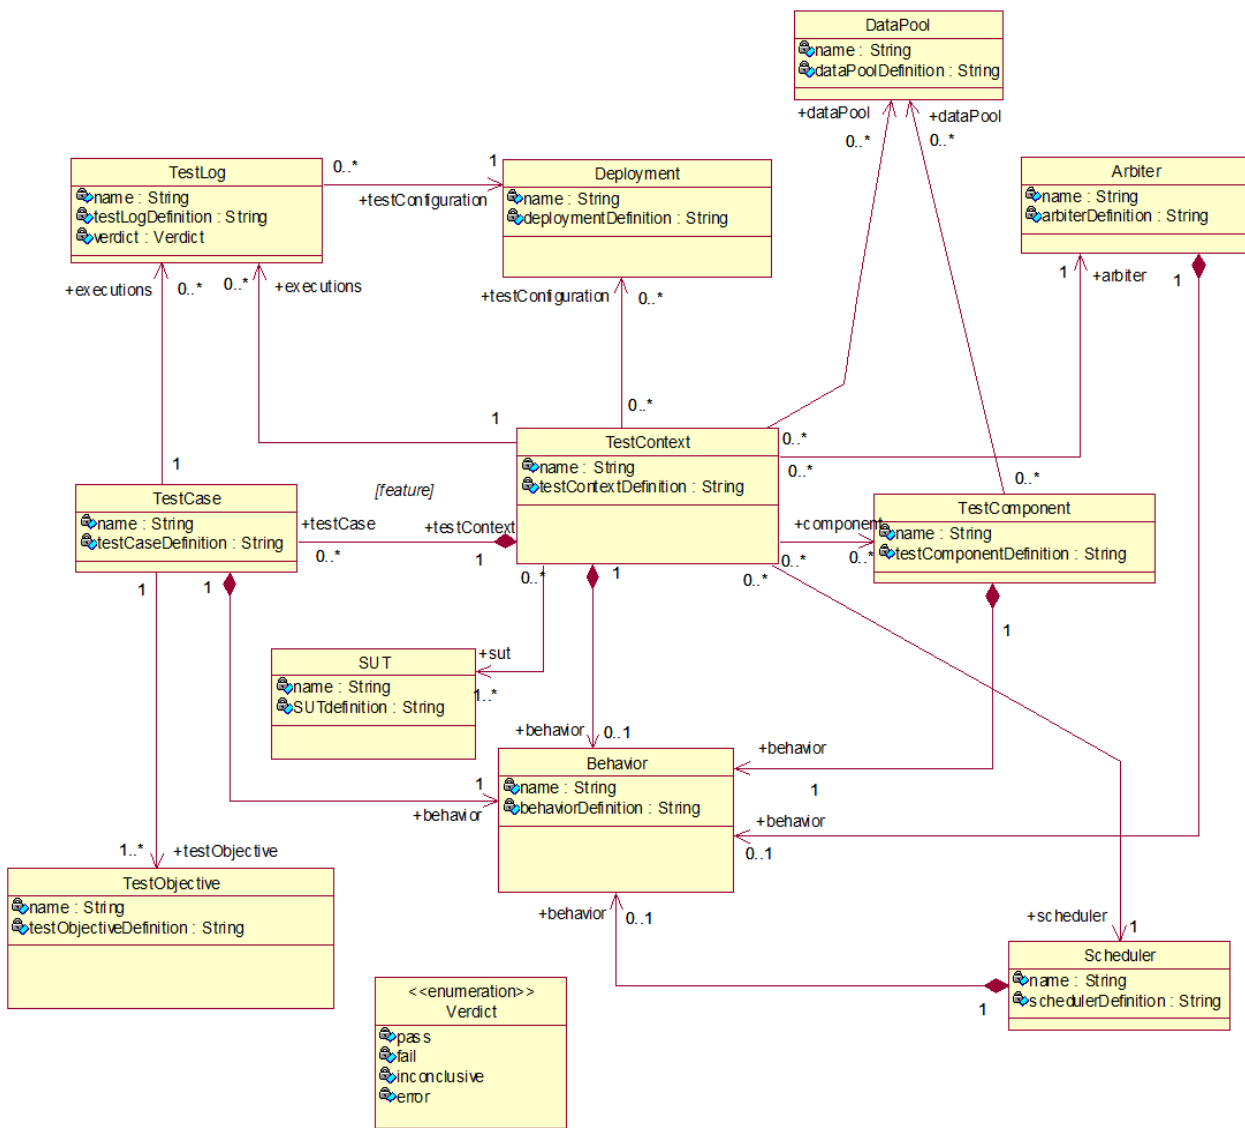 DataPool
name : String
dataPoolDefinition : String
+dataPool
0..*
+dataPool
0..*
TestLog
name : String
testLogDefinition : String
verdict : Verdict
0..*
1
+testConfiguration
Deployment
name : String
deploymentDefinition : String
Arbiter
name : String
arbiterDefinition : String
+executions
0..*
0..*
+executions
+testConfiguration
0..*
1
+arbiter
1
1
1
0..*
TestContext
name : String
testContextDefinition : String
0..*
0..*
0..*
TestCase
name : String
testCaseDefinition : String
[feature]
+testCase
0..*
+testContext
1
+component
0..*
0..*
TestComponent
name : String
testComponentDefinition : String
1
1
0..*
1
0..*
1
SUT
name : String
SUTdefinition : String
+sut
1..*
+behavior
0..1
Behavior
name : String
behaviorDefinition : String
+behavior
1
1
+behavior
+behavior
0..1
1..*
+testObjective
TestObjective
name : String
testObjectiveDefinition : String
+behavior
0..1
+scheduler
1
Scheduler
name : String
schedulerDefinition : String
1
<<enumeration>>
Verdict
pass
fail
inconclusive
error